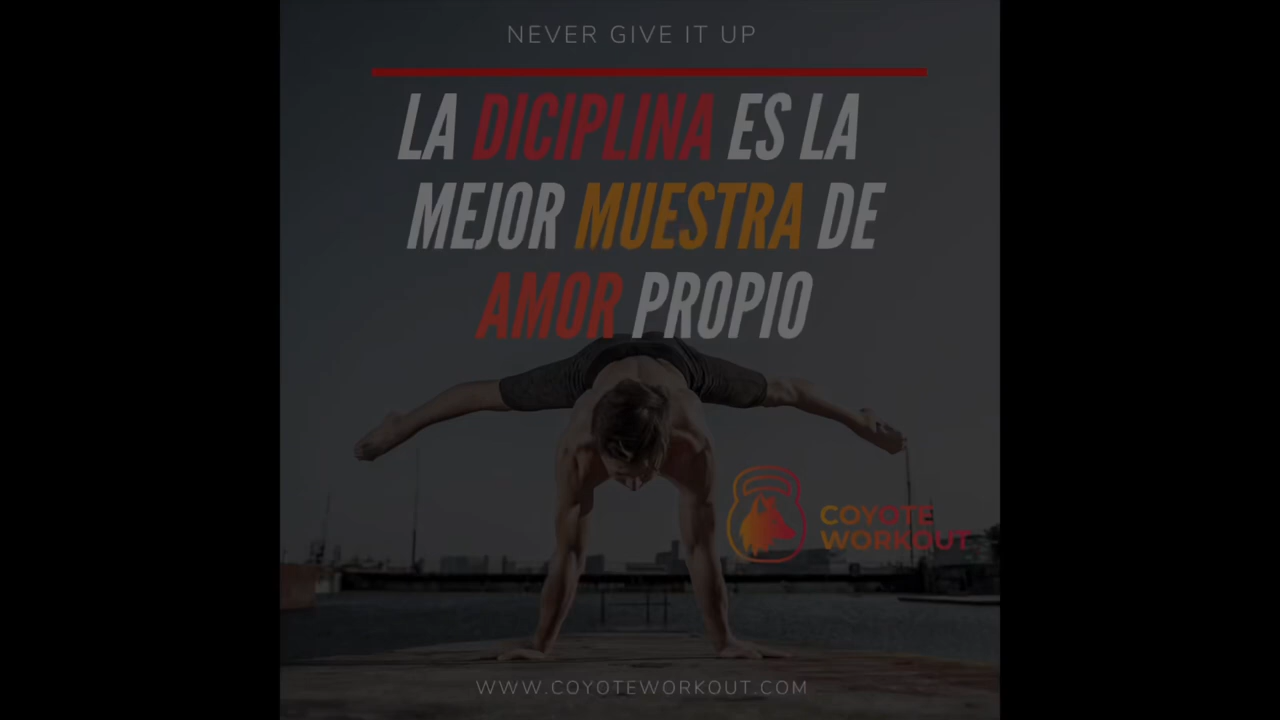 NEVER GIVE IT UP
LA DICIPLINA ES LA
MEJOR MUESTRA DE
AMOR PROPIO
COYOTE
WORKOUT
WWW.COYOTEWORKOUT.COM